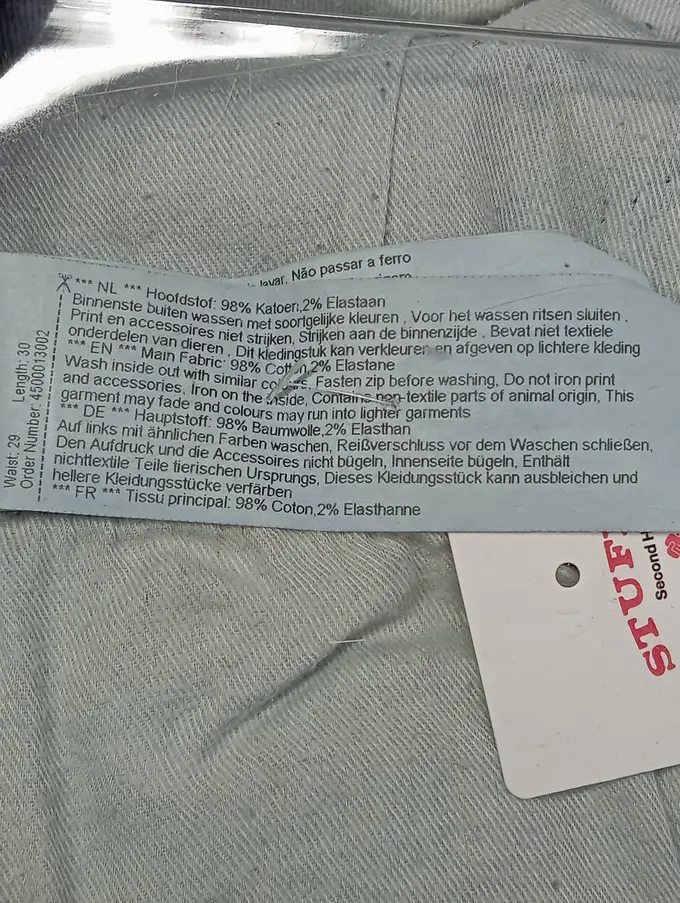 lavar, Não passar a ferro
*** NL *** Hoofdstof: 98% Katoen,2% Elastaan
Binnenste buiten wassen met soortgelijke kleuren , Voor het wassen ritsen sluiten ,
Print en accessoires niet strijken, Strijken aan de binnenzijde , Bevat niet textiele
onderdelen van dieren , Dit kledingstuk kan verkleuren en afgeven op lichtere kleding
*** EN *** Main Fabric: 98% Cotton,2% Elastane
Wash inside out with similar colours, Fasten zip before washing, Do not iron print
and accessories, Iron on the inside, Contains non-textile parts of animal origin, This
garment may fade and colours may run into lighter garments
*** DE *** Hauptstoff: 98% Baumwolle,2% Elasthan
Auf links mit ähnlichen Farben waschen, Reißverschluss vor dem Waschen schließen,
Den Aufdruck und die Accessoires nicht bügeln, Innenseite bügeln, Enthält
nichttextile Teile tierischen Ursprungs, Dieses Kleidungsstück kann ausbleichen und
hellere Kleidungsstücke verfärben
*** FR *** Tissu principal: 98% Coton,2% Elasthanne
Waist: 29 Length: 30
Order Number: 4500013002
STUF
Second H